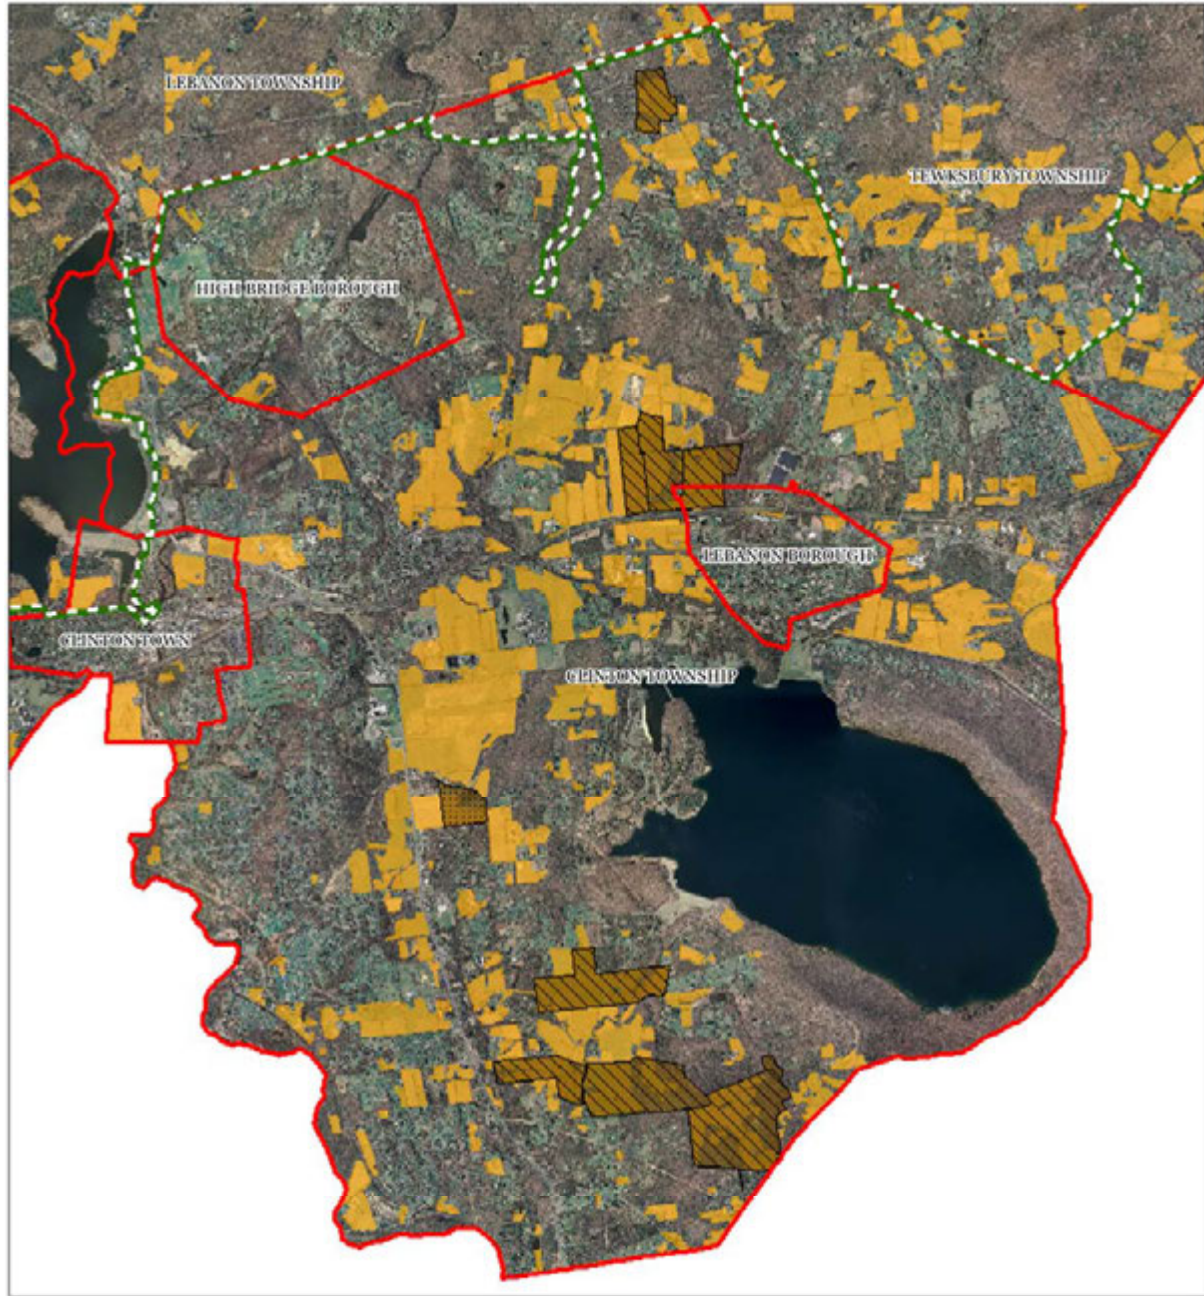 LEBANON TOWNSHIP
TEWKSBURY TOWNSHIP
HIGH BRIDGE BOROUGH
LEBANON BOROUGH
CLINTON TOWN
CLINTON TOWNSHIP